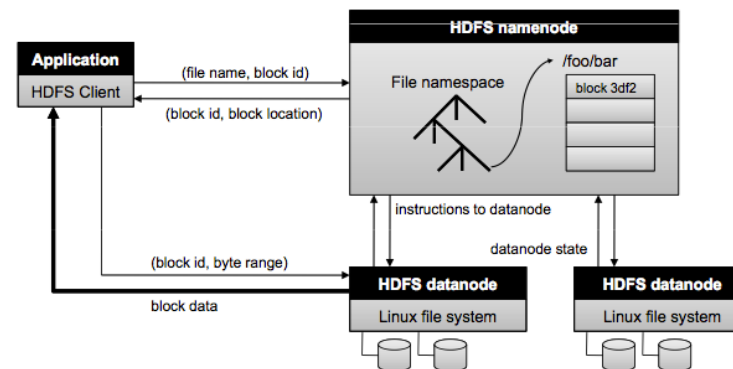 HDFS namenode
Application
HDFS Client
(file name, block id)
(block id, block location)
File namespace
/foo/bar
block 3df2
instructions to datanode
datanode state
(block id, byte range)
block data
HDFS datanode
Linux file system
HDFS datanode
Linux file system